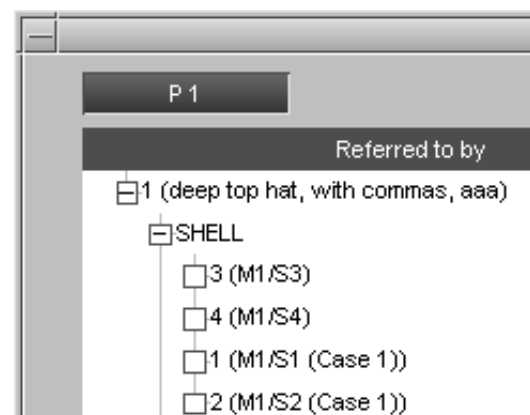 P 1
Referred to by
1 (deep top hat, with commas, aaa)
SHELL
3 (M1/S3)
4 (M1/S4)
1 (M1/S1 (Case 1))
2 (M1/S2 (Case 1))